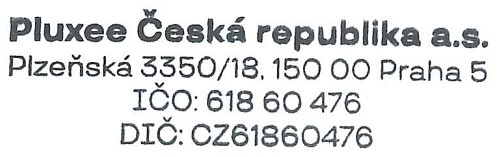 Pluxee Česká republika a.s.
Plzeňská 3350/18, 150 00 Praha 5
IČO: 618 60 476
DIČ: CZ61860476